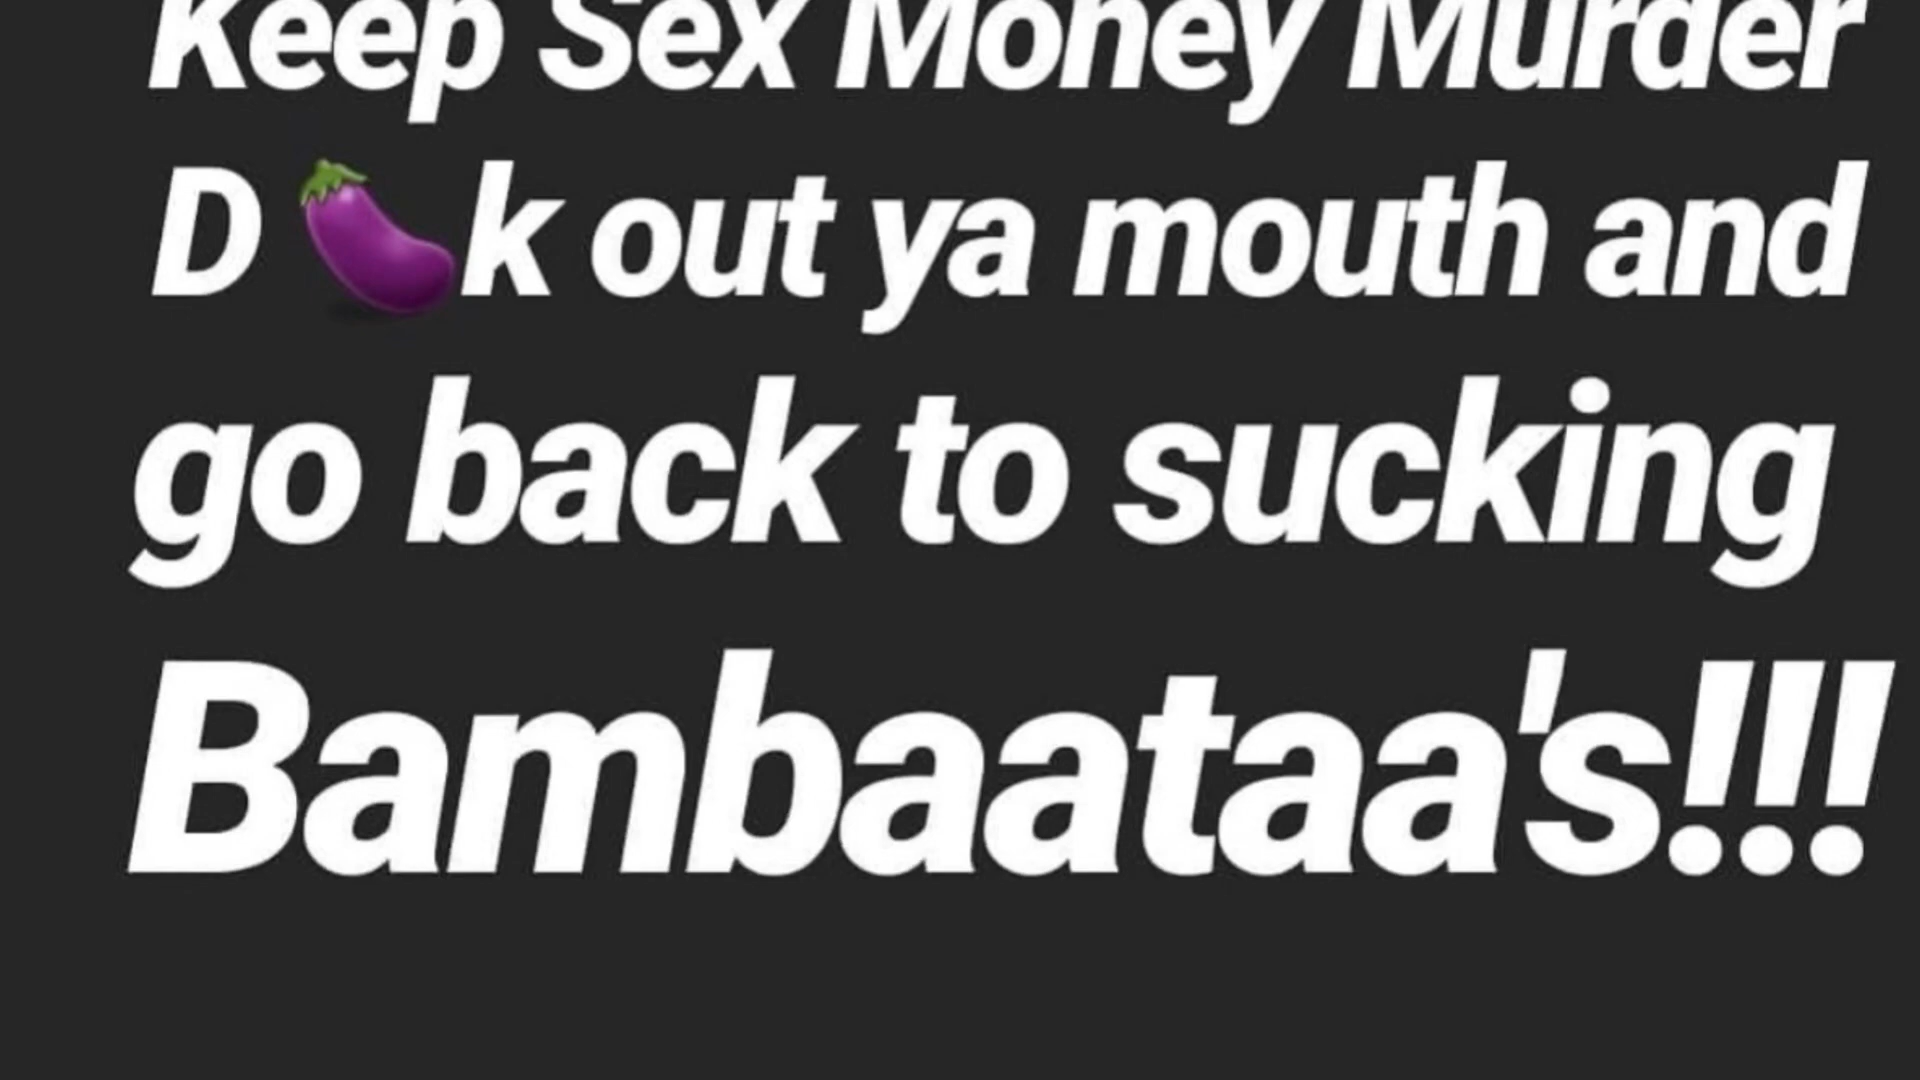 Keep Sex Money Murder
D🍆k out ya mouth and
go back to sucking
Bambaataa's!!!